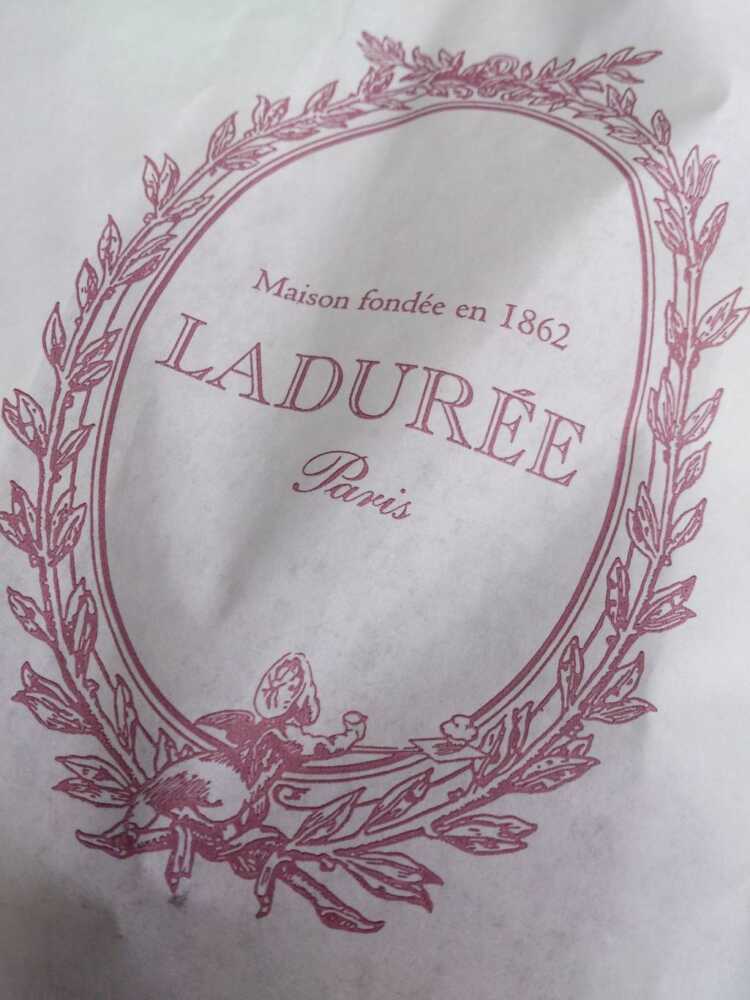 Maison fondée en 1862
LADURÉE
Paris